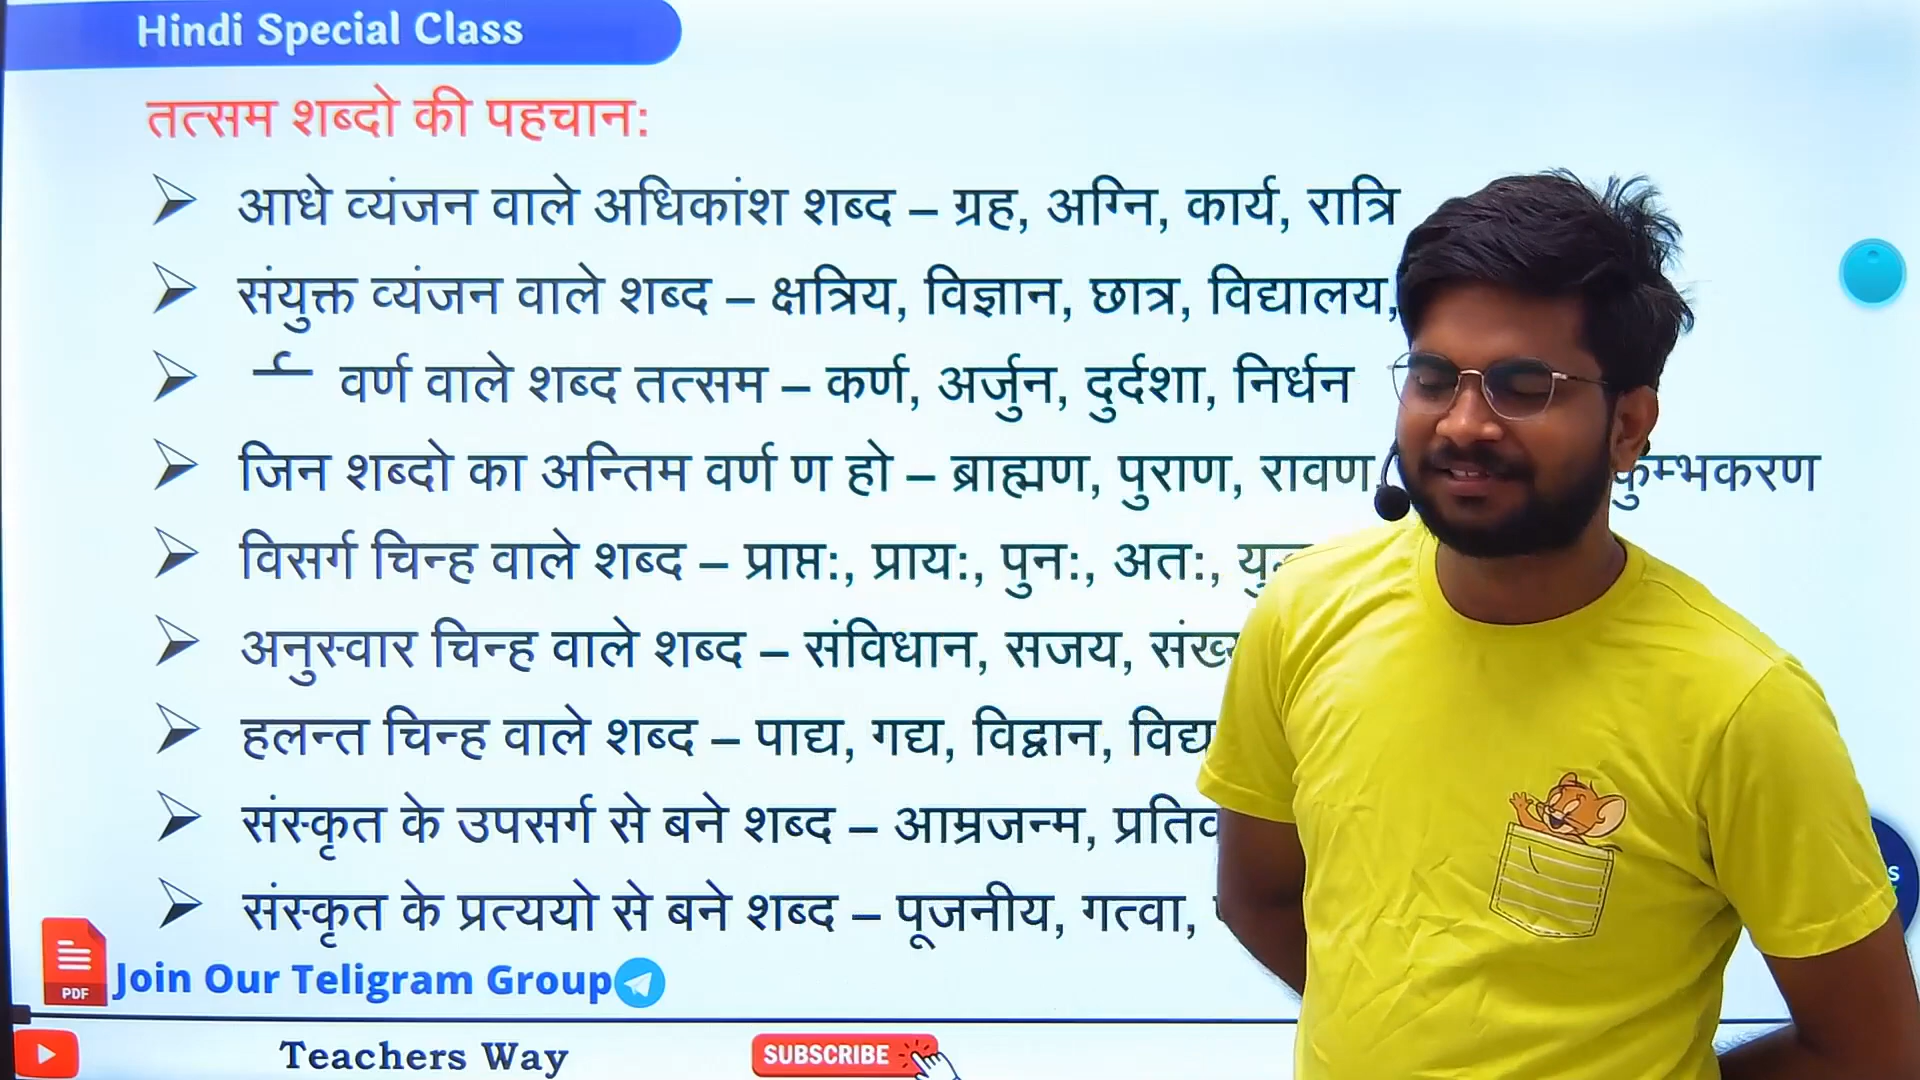 Hindi Special Class
तत्सम शब्दो की पहचान:
आधे व्यंजन वाले अधिकांश शब्द – ग्रह, अग्नि, कार्य, रात्रि
संयुक्त व्यंजन वाले शब्द – क्षत्रिय, विज्ञान, छात्र, विद्यालय,
र्‍ वर्ण वाले शब्द तत्सम – कर्ण, अर्जुन, दुर्दशा, निर्धन
जिन शब्दो का अन्तिम वर्ण ण हो – ब्राह्मण, पुराण, रावण, कुम्भकरण
विसर्ग चिन्ह वाले शब्द – प्राप्त:, प्राय:, पुन:, अत:,
अनुस्वार चिन्ह वाले शब्द – संविधान, सजय,
हलन्त चिन्ह वाले शब्द – पाद्य, गद्य, विद्वान,
संस्कृत के उपसर्ग से बने शब्द – आम्रजन्म,
संस्कृत के प्रत्ययो से बने शब्द – पूजनीय, गत्वा,
PDF
Join Our Teligram Group
Teachers Way
SUBSCRIBE